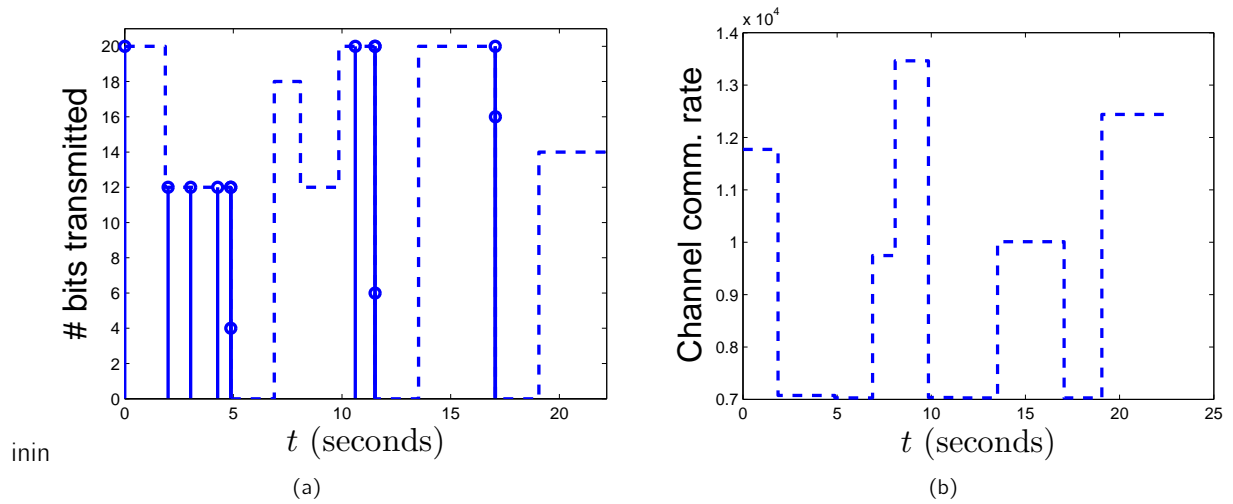 # bits transmitted
20
18
16
14
12
10
8
6
4
2
0
0 5 10 15 20
t (seconds)
(a)
x 10⁴
Channel comm. rate
1.4
1.3
1.2
1.1
1
0.9
0.8
0.7
0 5 10 15 20 25
t (seconds)
(b)
inin